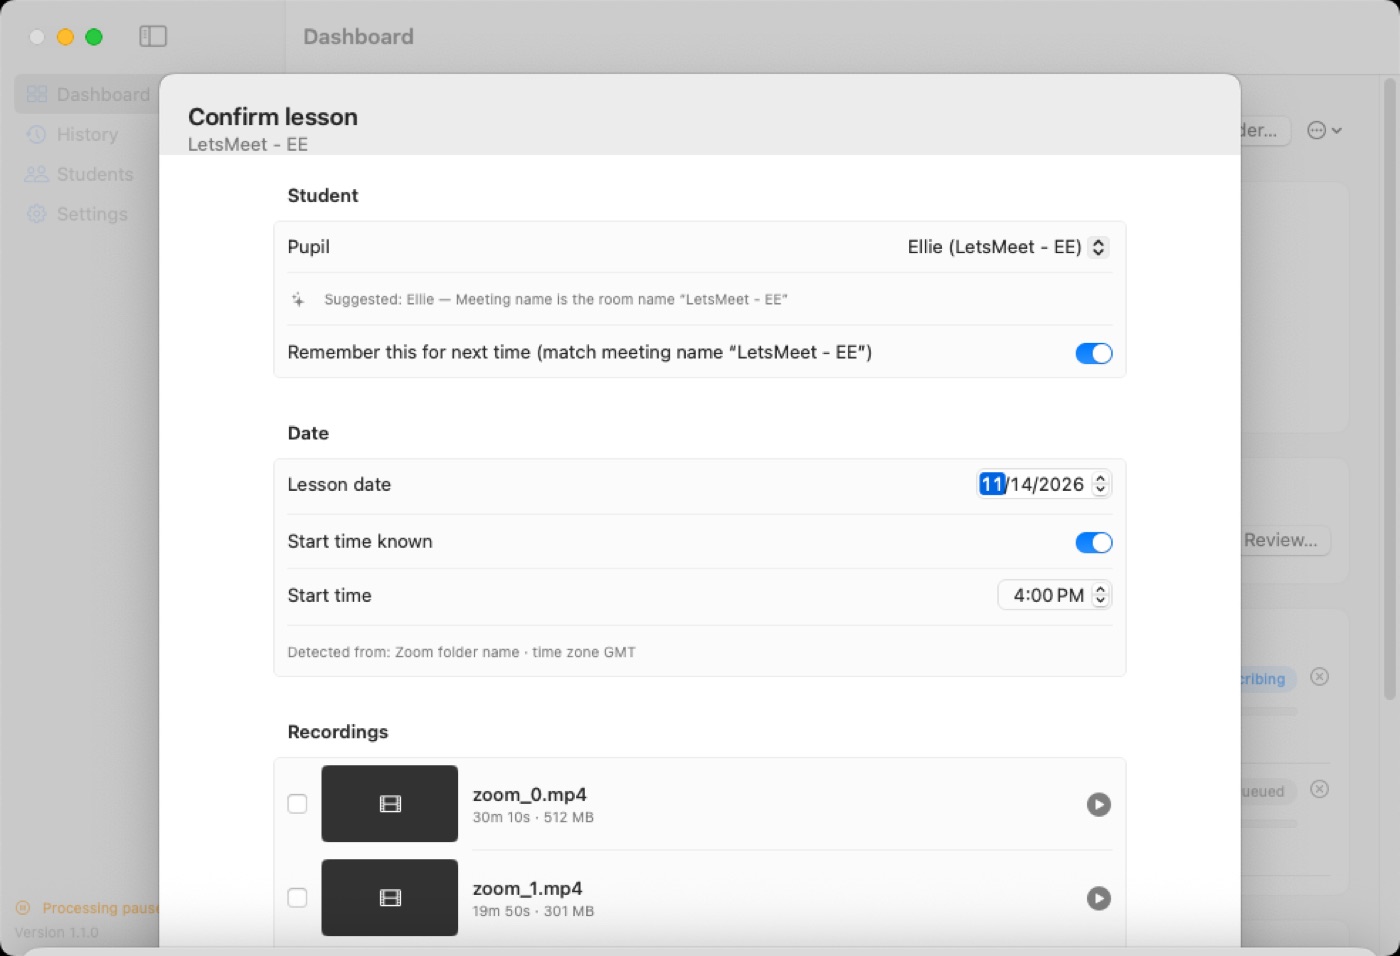 Dashboard
Dashboard
History
Students
Settings
Confirm lesson
LetsMeet - EE
Student
Pupil
Ellie (LetsMeet - EE)
Suggested: Ellie — Meeting name is the room name “LetsMeet - EE”
Remember this for next time (match meeting name “LetsMeet - EE”)
Date
Lesson date
11/14/2026
Start time known
Start time
4:00 PM
Detected from: Zoom folder name · time zone GMT
Recordings
zoom_0.mp4
30m 10s · 512 MB
zoom_1.mp4
19m 50s · 301 MB
Review...
Processing
Version 1.1.0